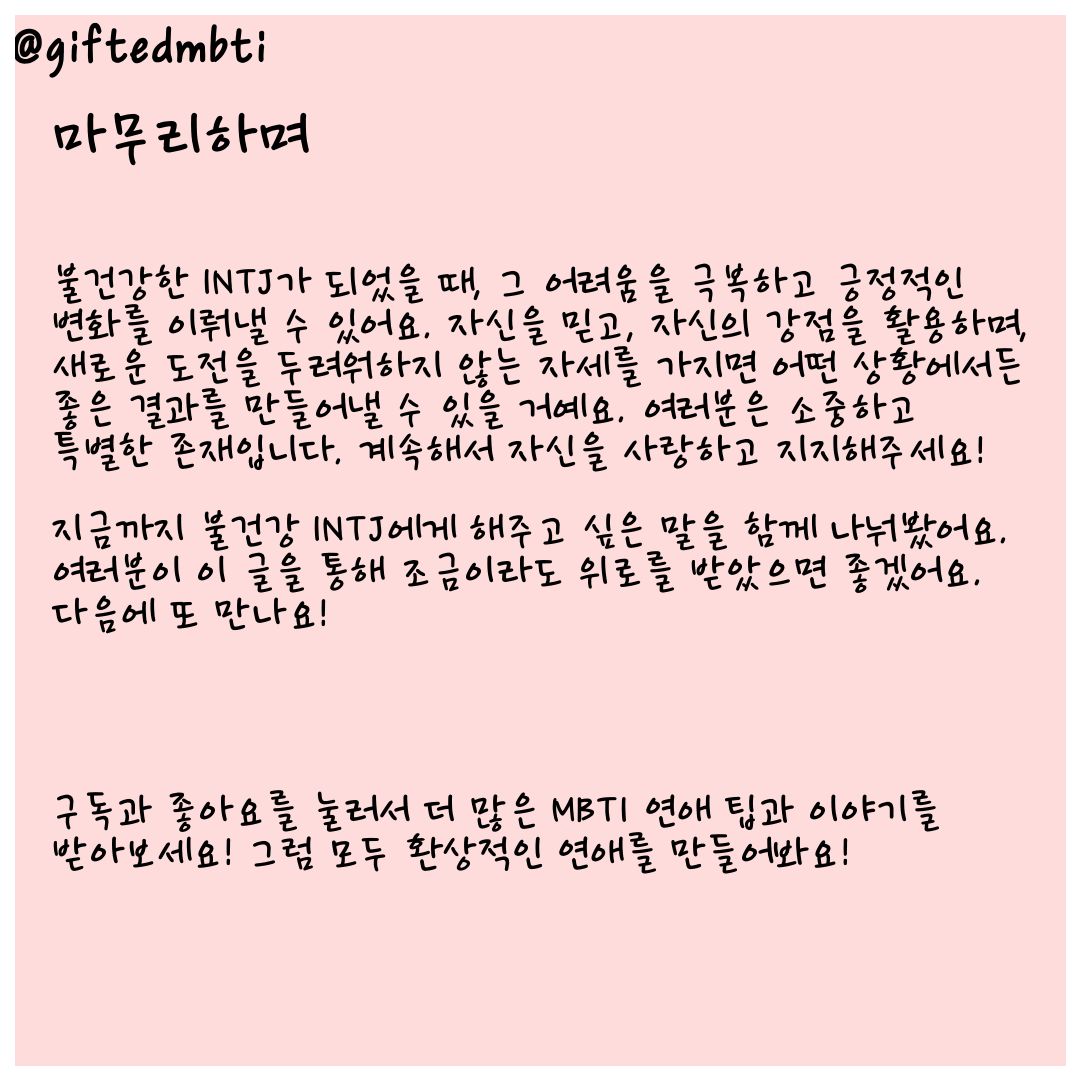 @giftedmbti
마무리하며
불건강한 INTJ가 되었을 때, 그 어려움을 극복하고 긍정적인
변화를 이뤄낼 수 있어요. 자신을 믿고, 자신의 강점을 활용하며,
새로운 도전을 두려워하지 않는 자세를 가지면 어떤 상황에서든
좋은 결과를 만들어낼 수 있을 거예요. 여러분은 소중하고
특별한 존재입니다. 계속해서 자신을 사랑하고 지지해주세요!
지금까지 불건강 INTJ에게 해주고 싶은 말을 함께 나눠봤어요.
여러분이 이 글을 통해 조금이라도 위로를 받았으면 좋겠어요.
다음에 또 만나요!
구독과 좋아요를 눌러서 더 많은 MBTI 연애 팁과 이야기를
받아보세요! 그럼 모두 환상적인 연애를 만들어봐요!